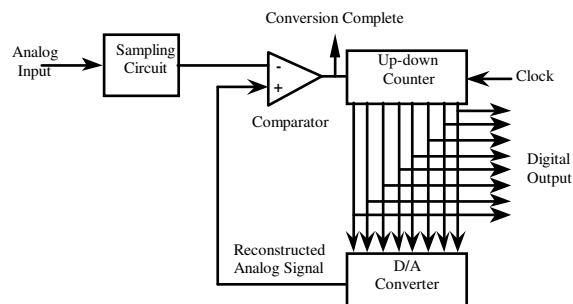 Conversion Complete
Analog
Input
Sampling
Circuit
-
+
Comparator
Up-down
Counter
Clock
Digital
Output
Reconstructed
Analog Signal
D/A
Converter